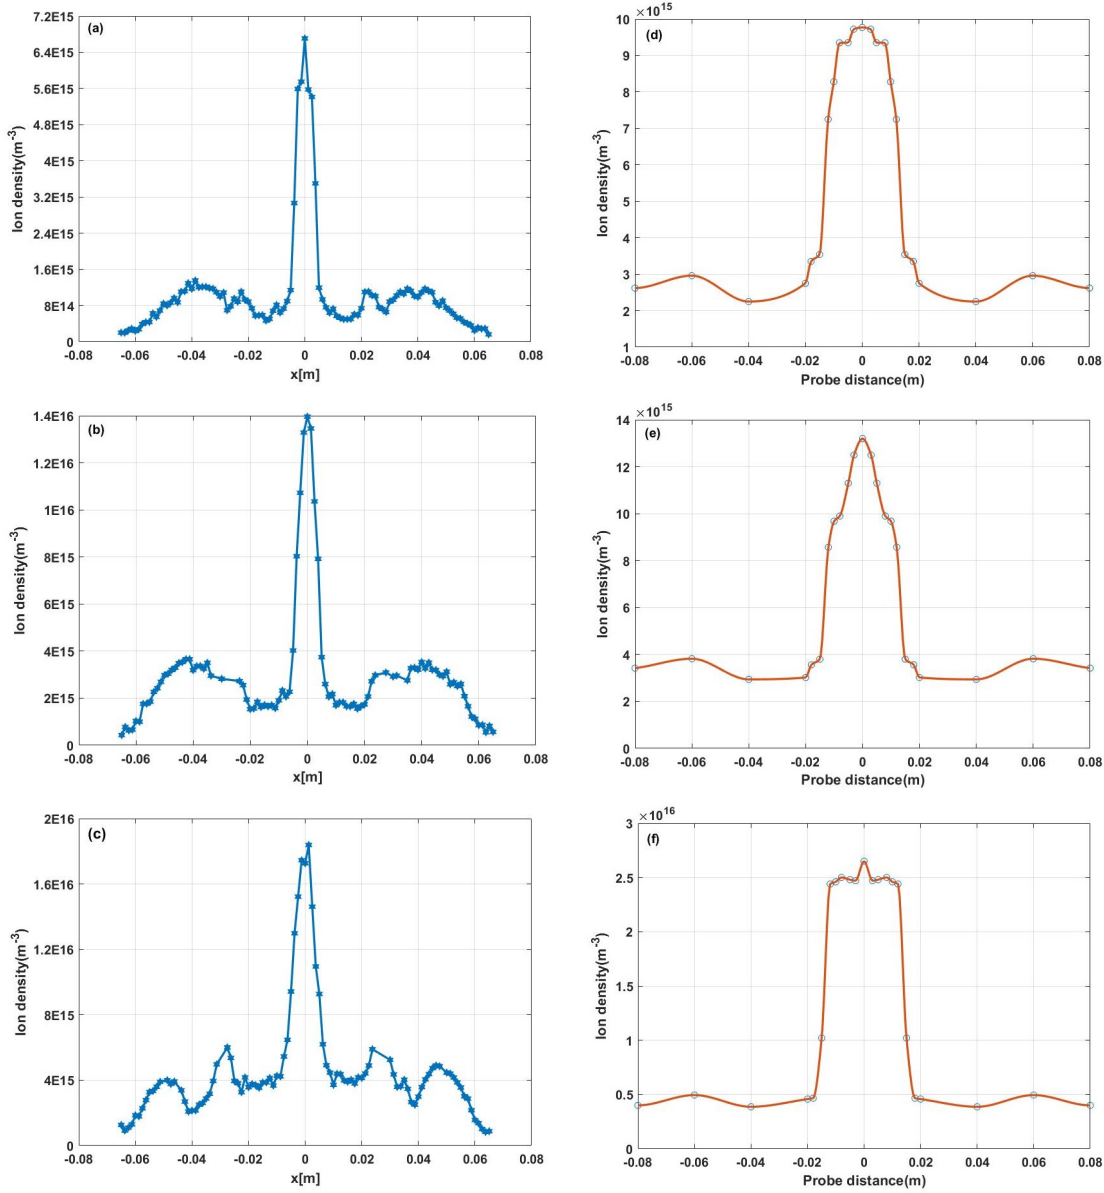 (a)
7.2E15
6.4E15
5.6E15
4.8E15
4E15
3.2E15
2.4E15
1.6E15
8E14
0
Ion density(m-3)
-0.08 -0.06 -0.04 -0.02 0 0.02 0.04 0.06 0.08
x[m]
(d)
×10^15
10
9
8
7
6
5
4
3
2
1
Ion density(m-3)
-0.08 -0.06 -0.04 -0.02 0 0.02 0.04 0.06 0.08
Probe distance(m)
(b)
1.4E16
1.2E16
1E16
8E15
6E15
4E15
2E15
0
Ion density(m-3)
-0.08 -0.06 -0.04 -0.02 0 0.02 0.04 0.06 0.08
x[m]
(e)
×10^15
14
12
10
8
6
4
2
0
Ion density(m-3)
-0.08 -0.06 -0.04 -0.02 0 0.02 0.04 0.06 0.08
Probe distance(m)
(c)
2E16
1.6E16
1.2E16
8E15
4E15
0
Ion density(m-3)
-0.08 -0.06 -0.04 -0.02 0 0.02 0.04 0.06 0.08
x[m]
(f)
×10^16
3
2.5
2
1.5
1
0.5
0
Ion density(m-3)
-0.08 -0.06 -0.04 -0.02 0 0.02 0.04 0.06 0.08
Probe distance(m)